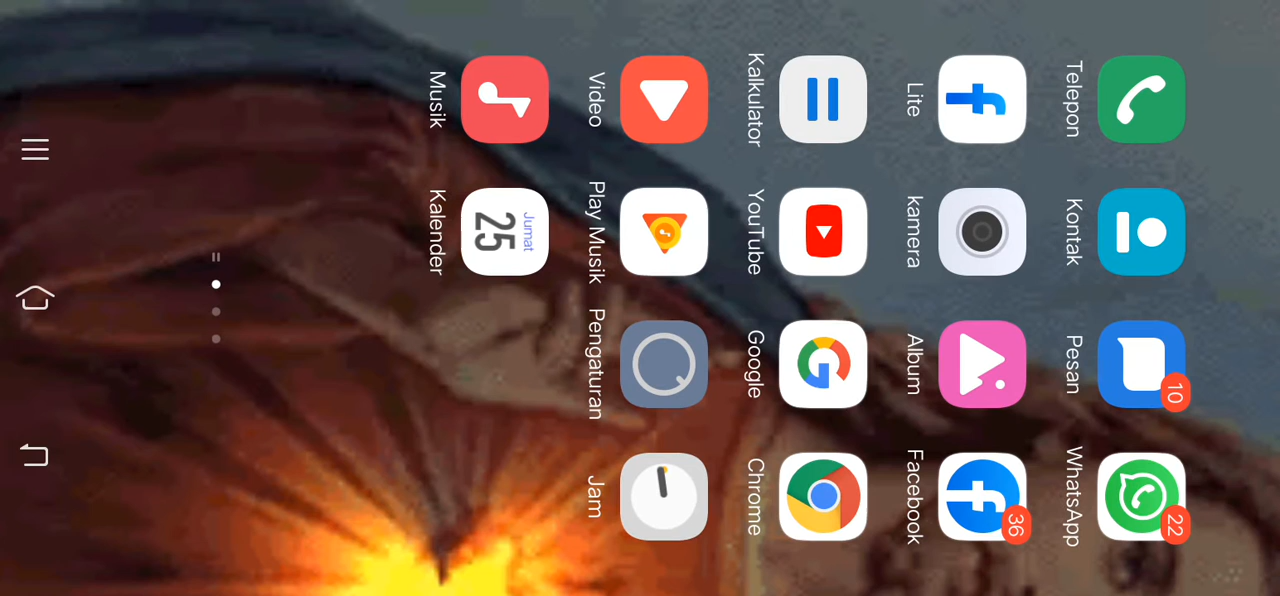 Telepon
Kontak
10
Pesan
22
WhatsApp
Lite
kamera
Album
36
Facebook
Kalkulator
YouTube
Google
Chrome
Video
Play Musik
Pengaturan
Jam
Musik
Jumat
25
Kalender